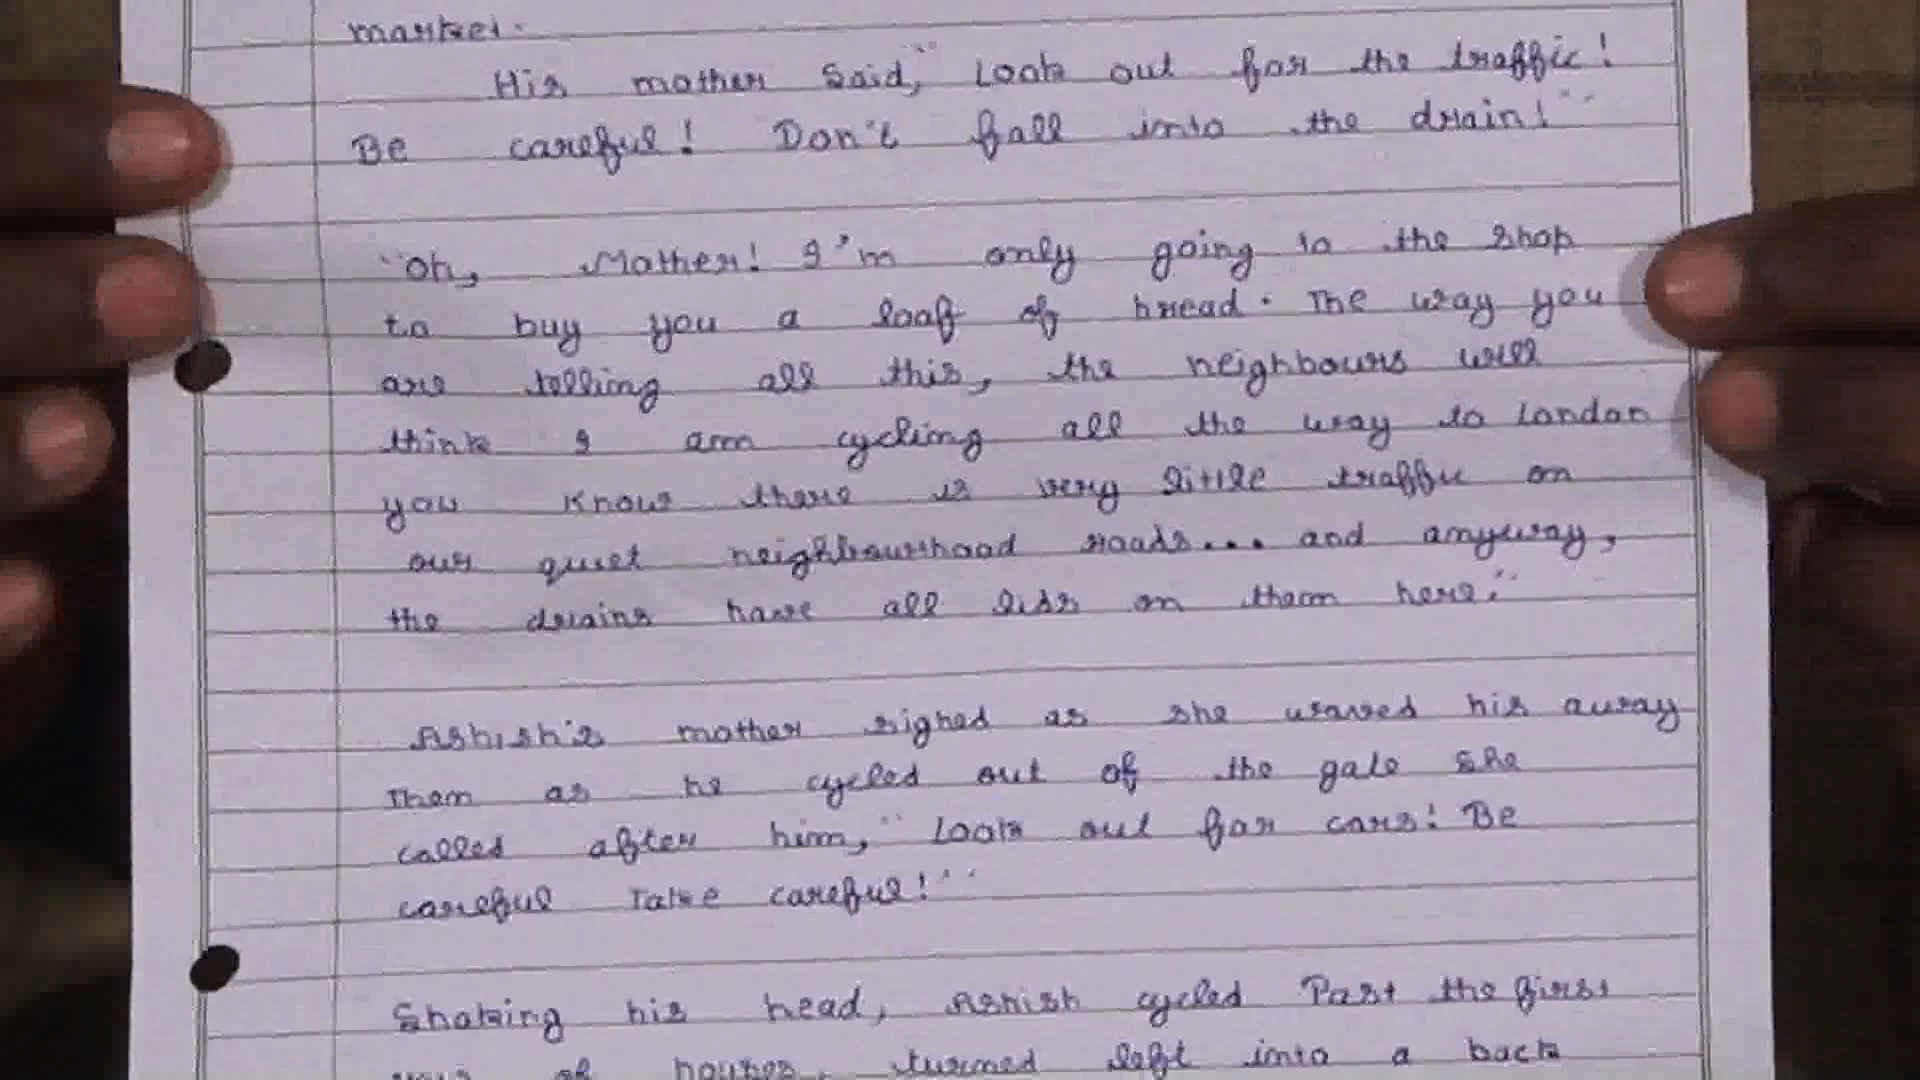 market.
His mother said, "Look out for the traffic!
Be careful! Don't fall into the drain!"
"Oh, Mother! I'm only going to the shop
to buy you a loaf of bread. The way you
are telling all this, the neighbours will
think I am cycling all the way to London
you know there is very little traffic on
our quiet neighbourhood roads... and anyway,
the drains have all lids on them here."
Ashish's mother sighed as she waved his away
Then as he cycled out of the gate she
called after him, "Look out for cars! Be
careful Take careful!"
Shaking his head, Ashish cycled Past the first
row of houses, turned left into a back